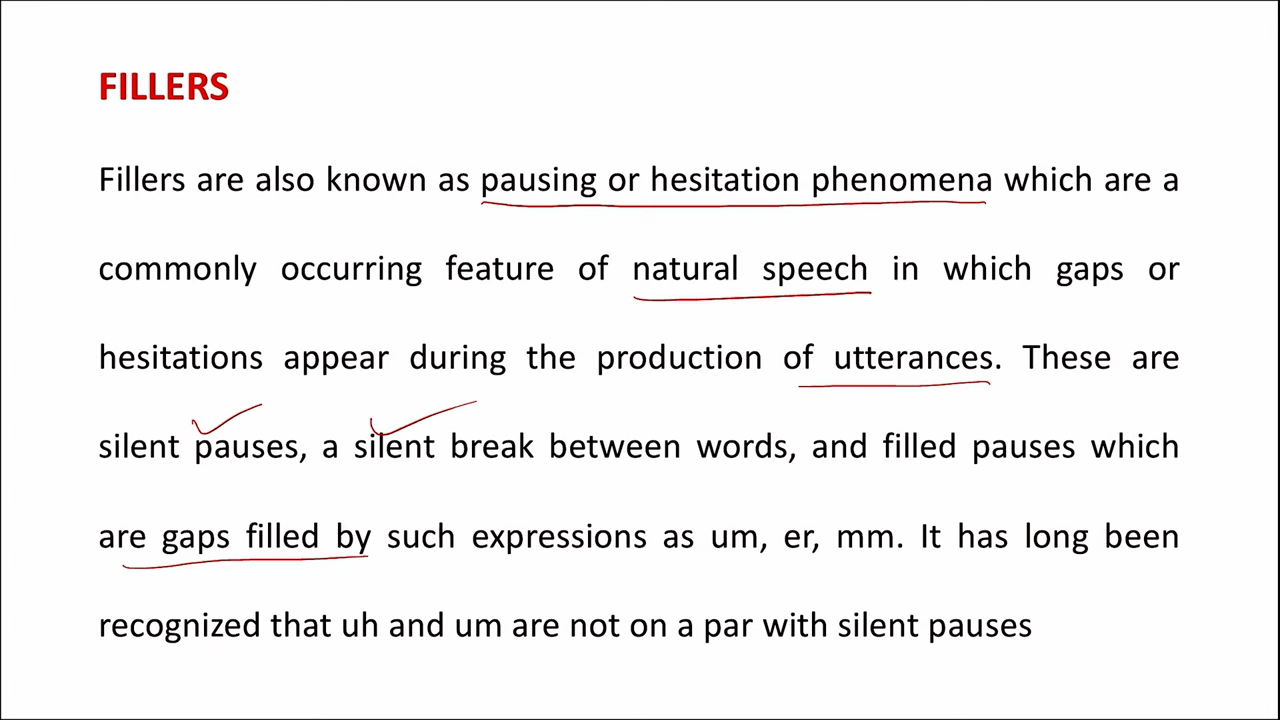 FILLERS
Fillers are also known as pausing or hesitation phenomena which are a
commonly occurring feature of natural speech in which gaps or
hesitations appear during the production of utterances. These are
silent pauses, a silent break between words, and filled pauses which
are gaps filled by such expressions as um, er, mm. It has long been
recognized that uh and um are not on a par with silent pauses